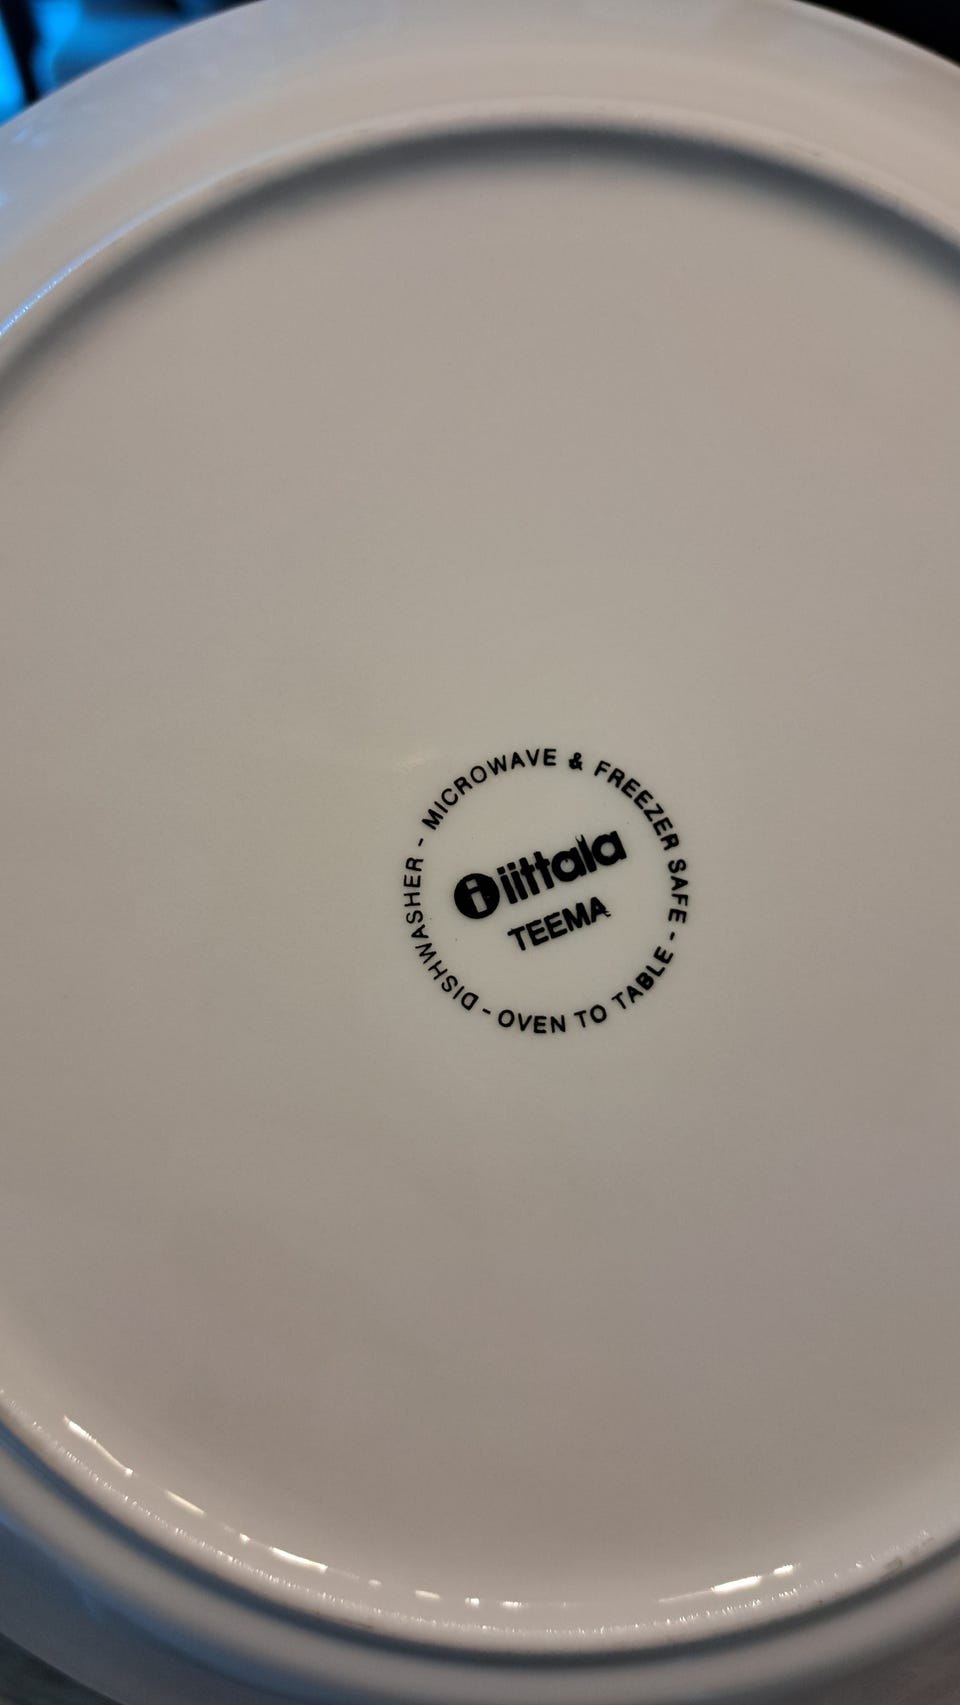 DISHWASHER - MICROWAVE & FREEZER SAFE - OVEN TO TABLE -
i iittala
TEEMA